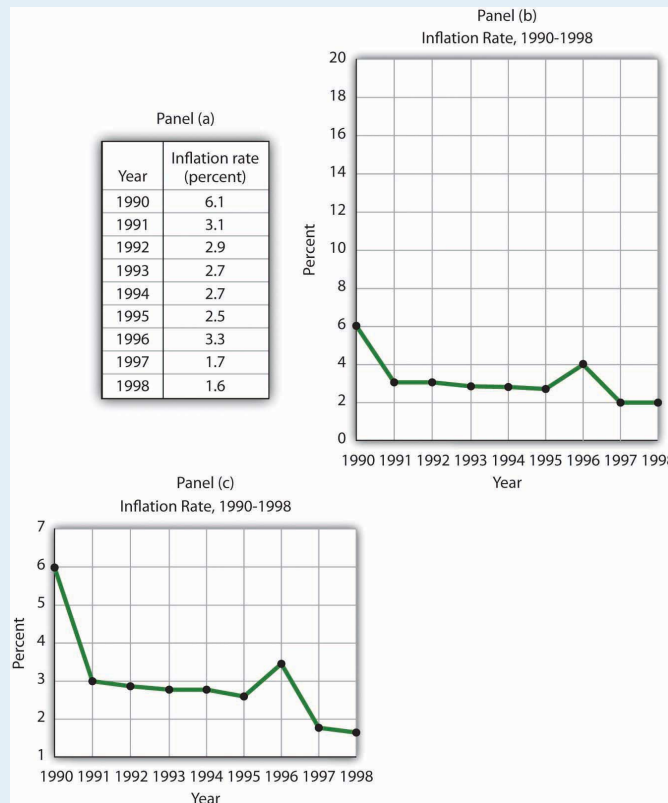 Panel (a)
Year Inflation rate (percent)
1990 6.1
1991 3.1
1992 2.9
1993 2.7
1994 2.7
1995 2.5
1996 3.3
1997 1.7
1998 1.6
Panel (b)
Inflation Rate, 1990-1998
20
18
16
14
12
10
8
6
4
2
0
Percent
1990 1991 1992 1993 1994 1995 1996 1997 1998
Year
Panel (c)
Inflation Rate, 1990-1998
7
6
5
4
3
2
1
Percent
1990 1991 1992 1993 1994 1995 1996 1997 1998
Year